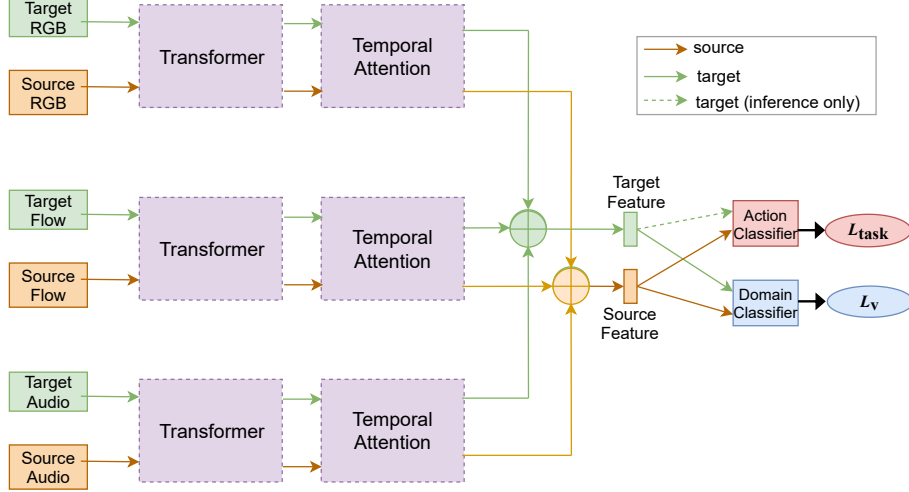 Target
RGB
Source
RGB
Transformer
Temporal
Attention
source
target
target (inference only)
Target
Flow
Source
Flow
Transformer
Temporal
Attention
Target
Feature
Source
Feature
Action
Classifier
L_task
Domain
Classifier
L_v
Target
Audio
Source
Audio
Transformer
Temporal
Attention